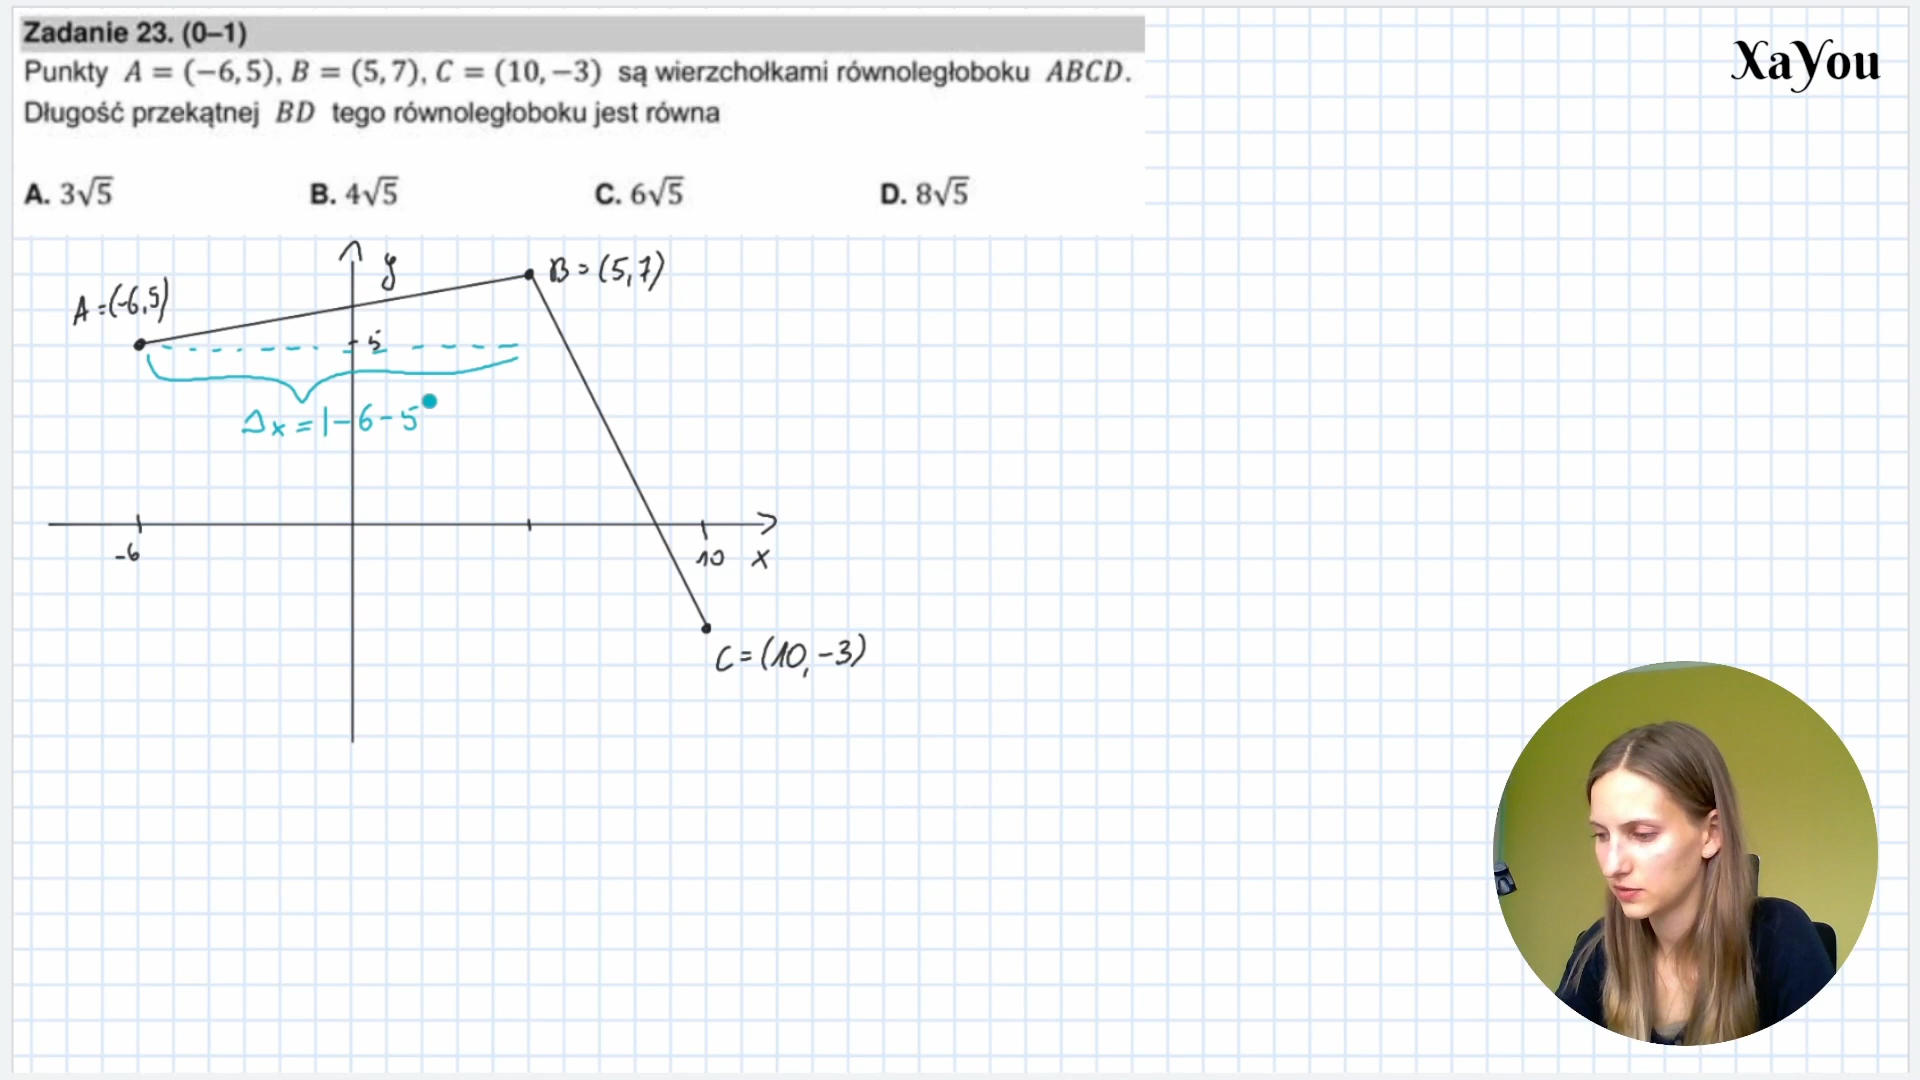 Zadanie 23. (0–1)
XaYou
Punkty A = (−6, 5), B = (5, 7), C = (10, −3) są wierzchołkami równoległoboku ABCD.
Długość przekątnej BD tego równoległoboku jest równa
A. 3√5 B. 4√5 C. 6√5 D. 8√5
y
B = (5,7)
A = (-6,5)
5
Δx = |-6-5
-6
10 x
C = (10, -3)